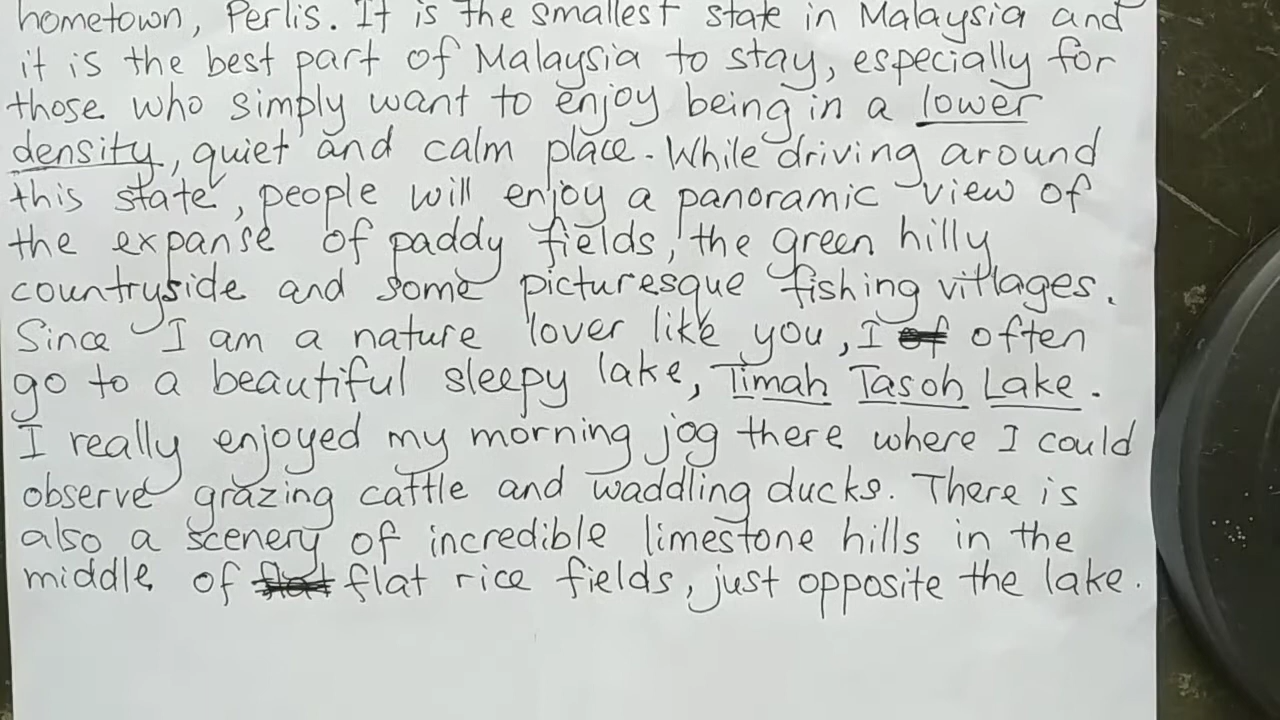 hometown, Perlis. It is the smallest state in Malaysia and
it is the best part of Malaysia to stay, especially for
those who simply want to enjoy being in a lower
density, quiet and calm place. While driving around
this state, people will enjoy a panoramic view of
the expanse of paddy fields, the green hilly
countryside and some picturesque fishing villages.
Since I am a nature lover like you, I of often
go to a beautiful sleepy lake, Timah Tasoh Lake.
I really enjoyed my morning jog there where I could
observe grazing cattle and waddling ducks. There is
also a scenery of incredible limestone hills in the
middle of flat flat rice fields, just opposite the lake.